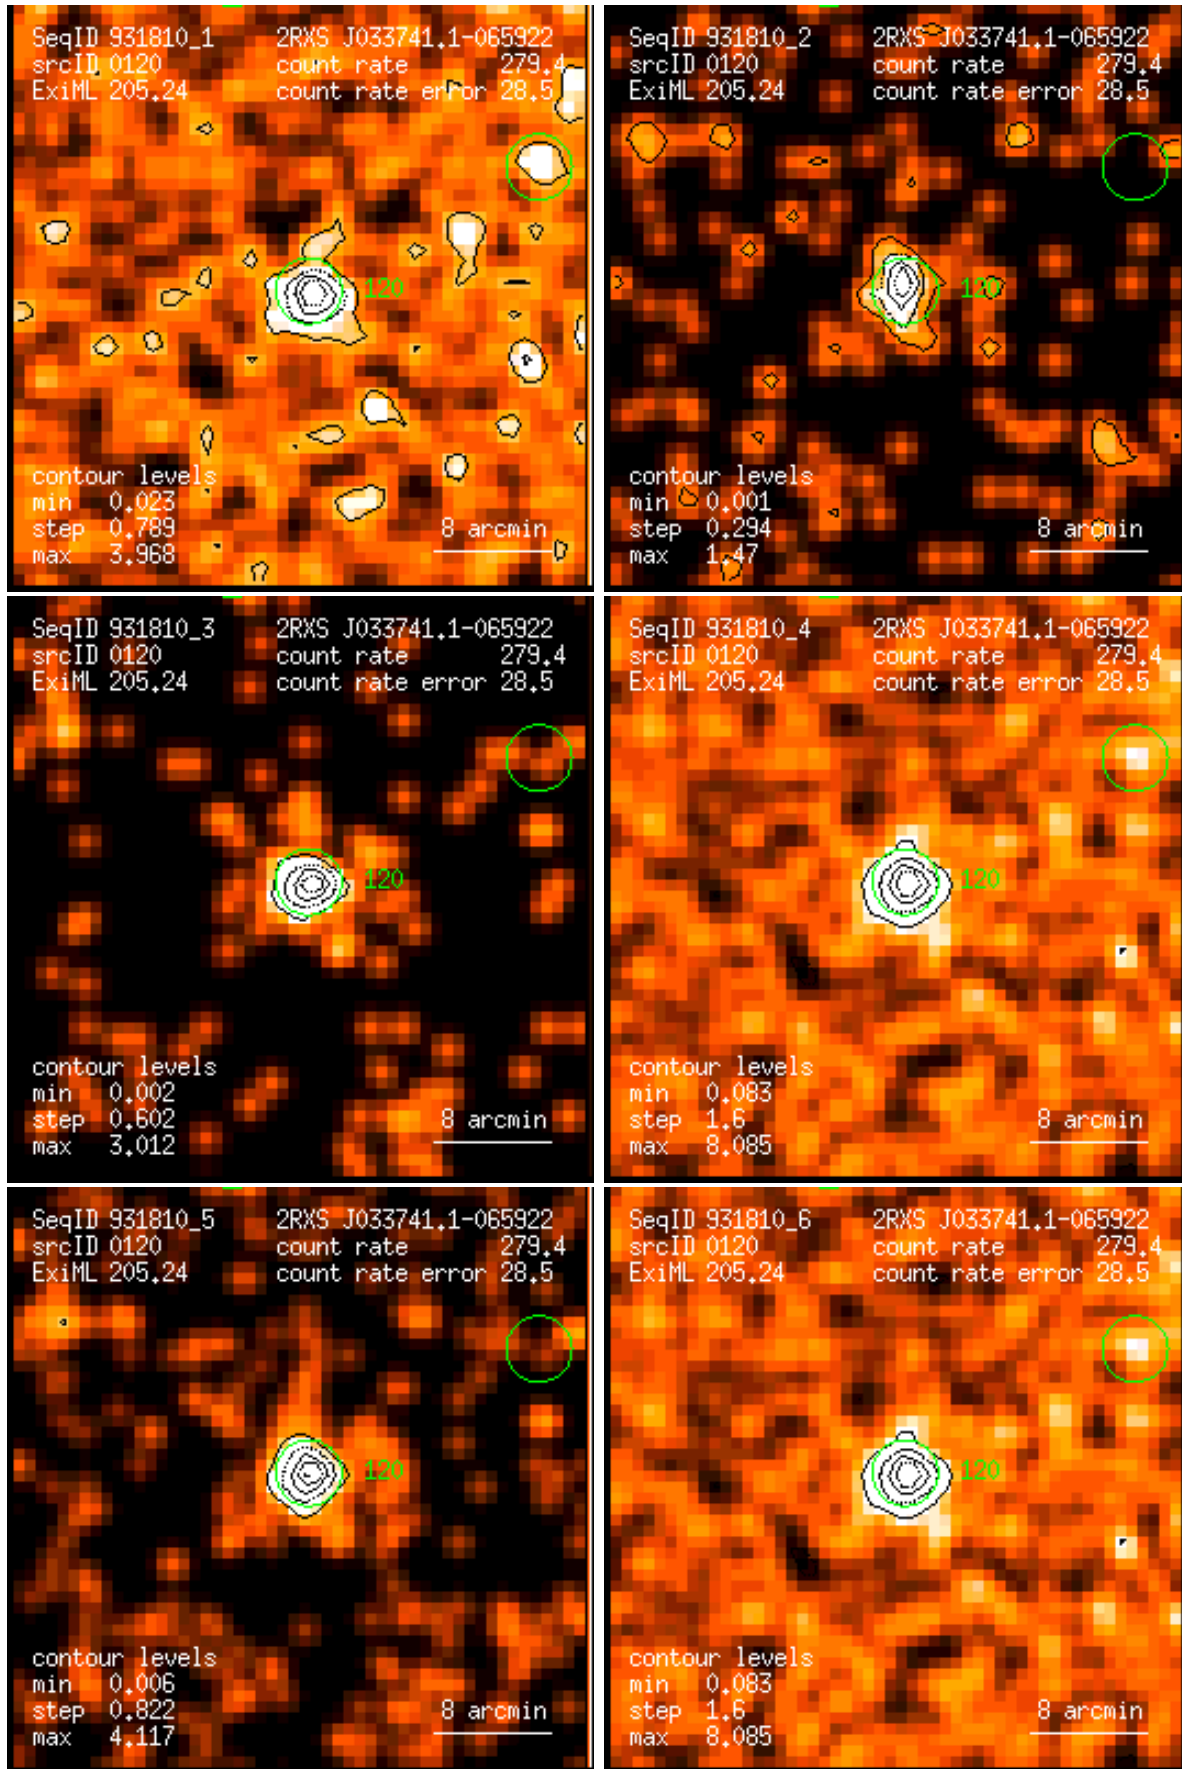 SeqID 931810_1 2RXS J033741.1-065922
srcID 0120 count rate 279.4
ExiML 205.24 count rate error 28.5
120
contour levels
min 0.023
step 0.789 8 arcmin
max 3.968
SeqID 931810_2 2RXS J033741.1-065922
srcID 0120 count rate 279.4
ExiML 205.24 count rate error 28.5
120
contour levels
min 0.001
step 0.294 8 arcmin
max 1.47
SeqID 931810_3 2RXS J033741.1-065922
srcID 0120 count rate 279.4
ExiML 205.24 count rate error 28.5
120
contour levels
min 0.002
step 0.602 8 arcmin
max 3.012
SeqID 931810_4 2RXS J033741.1-065922
srcID 0120 count rate 279.4
ExiML 205.24 count rate error 28.5
120
contour levels
min 0.083
step 1.6 8 arcmin
max 8.085
SeqID 931810_5 2RXS J033741.1-065922
srcID 0120 count rate 279.4
ExiML 205.24 count rate error 28.5
120
contour levels
min 0.006
step 0.822 8 arcmin
max 4.117
SeqID 931810_6 2RXS J033741.1-065922
srcID 0120 count rate 279.4
ExiML 205.24 count rate error 28.5
120
contour levels
min 0.083
step 1.6 8 arcmin
max 8.085